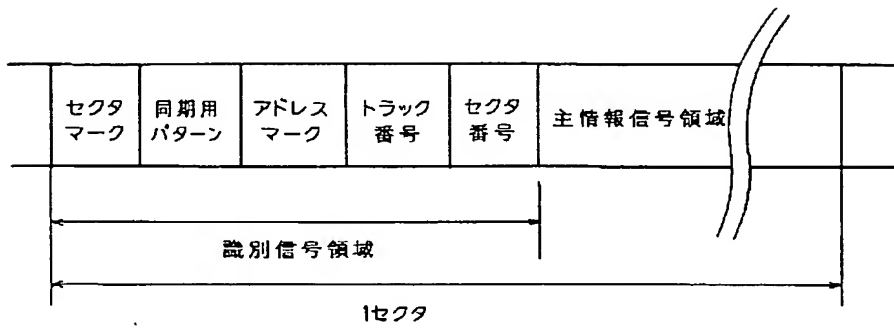 セクタ
マーク
同期用
パターン
アドレス
マーク
トラック
番号
セクタ
番号
主情報信号領域
識別信号領域
1セクタ